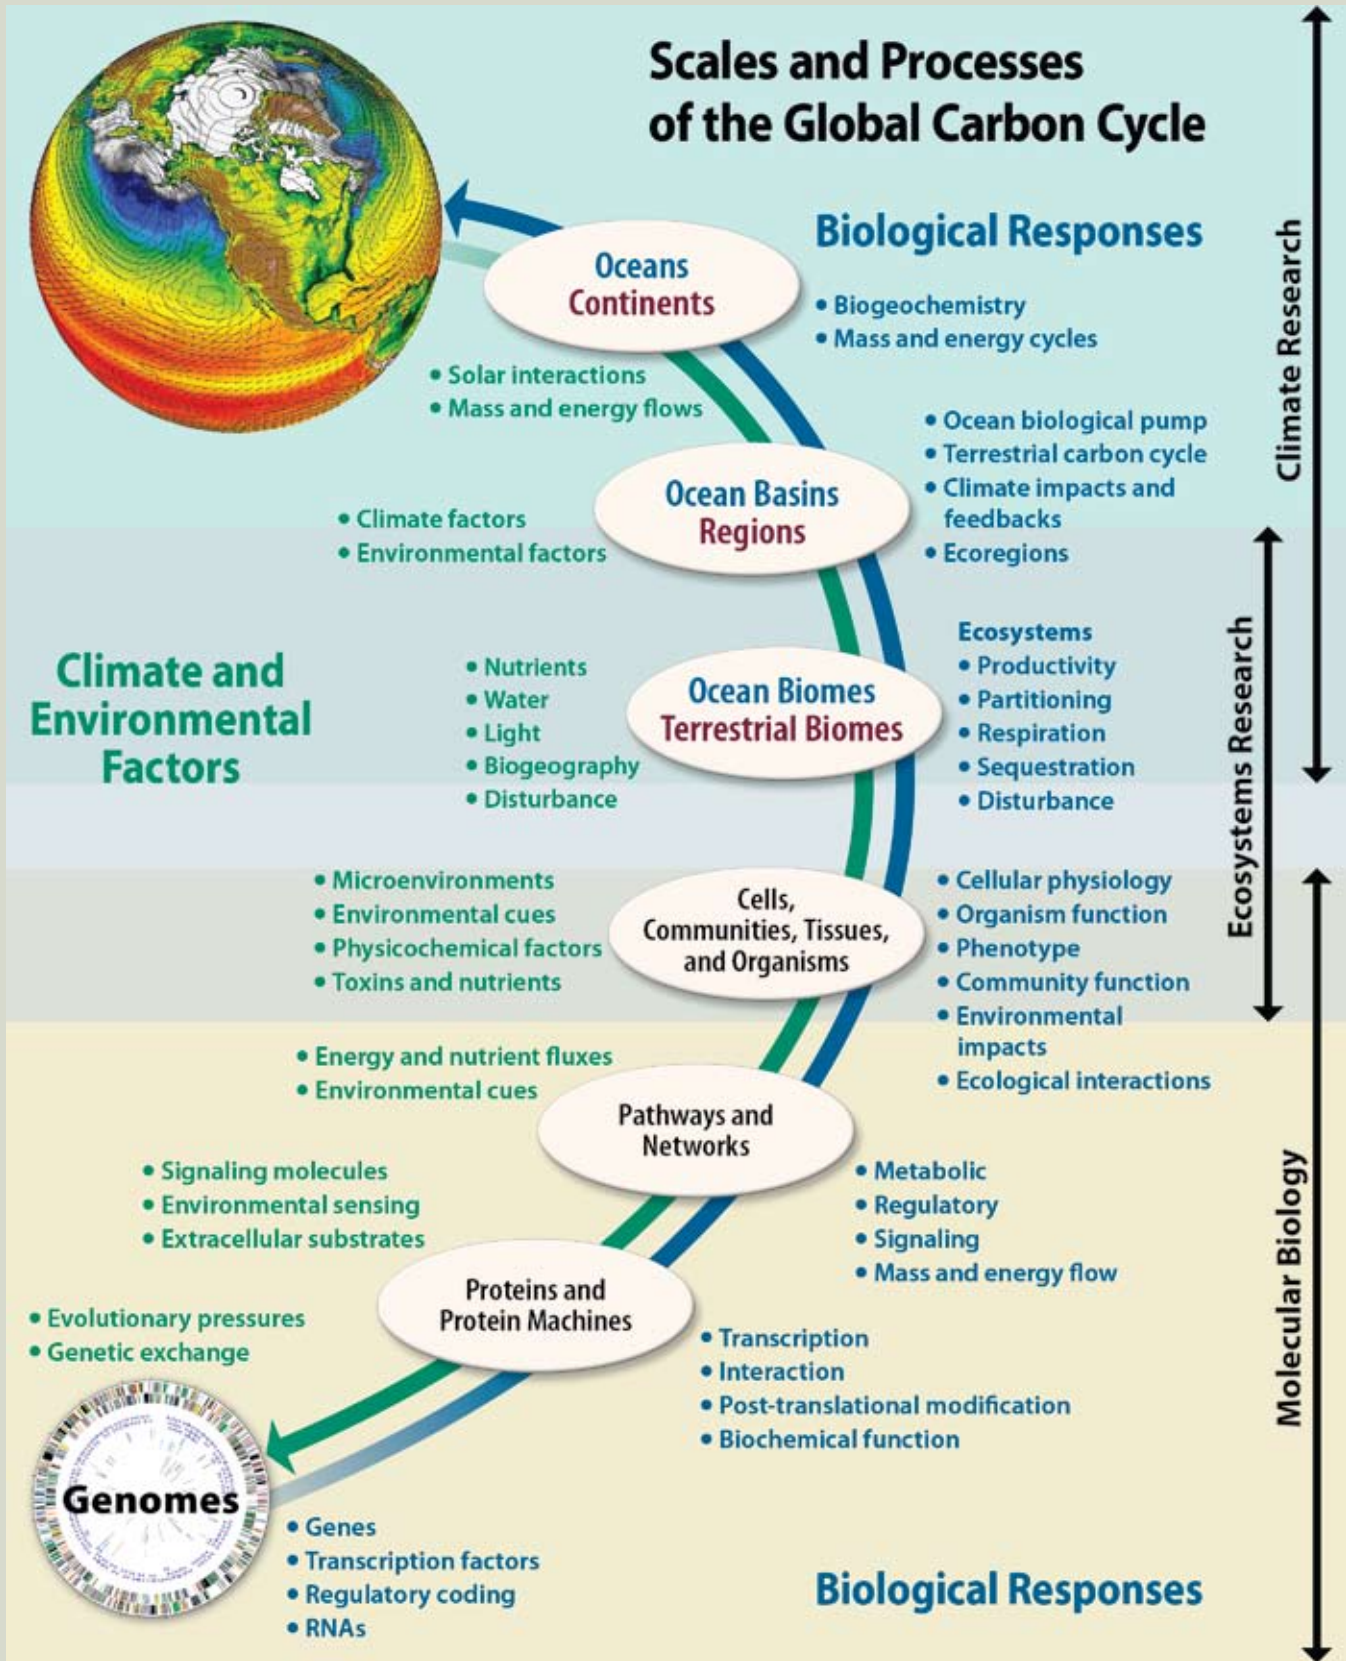 Scales and Processes
of the Global Carbon Cycle
Biological Responses
Oceans
Continents
• Biogeochemistry
• Mass and energy cycles
• Solar interactions
• Mass and energy flows
Climate Research
• Ocean biological pump
• Terrestrial carbon cycle
• Climate impacts and
feedbacks
• Ecoregions
Ocean Basins
Regions
• Climate factors
• Environmental factors
Climate and
Environmental
Factors
• Nutrients
• Water
• Light
• Biogeography
• Disturbance
Ocean Biomes
Terrestrial Biomes
Ecosystems
• Productivity
• Partitioning
• Respiration
• Sequestration
• Disturbance
Ecosystems Research
• Microenvironments
• Environmental cues
• Physicochemical factors
• Toxins and nutrients
Cells,
Communities, Tissues,
and Organisms
• Cellular physiology
• Organism function
• Phenotype
• Community function
• Environmental
impacts
• Ecological interactions
• Energy and nutrient fluxes
• Environmental cues
Pathways and
Networks
• Signaling molecules
• Environmental sensing
• Extracellular substrates
• Metabolic
• Regulatory
• Signaling
• Mass and energy flow
Molecular Biology
Proteins and
Protein Machines
• Evolutionary pressures
• Genetic exchange
• Transcription
• Interaction
• Post-translational modification
• Biochemical function
Genomes
• Genes
• Transcription factors
• Regulatory coding
• RNAs
Biological Responses